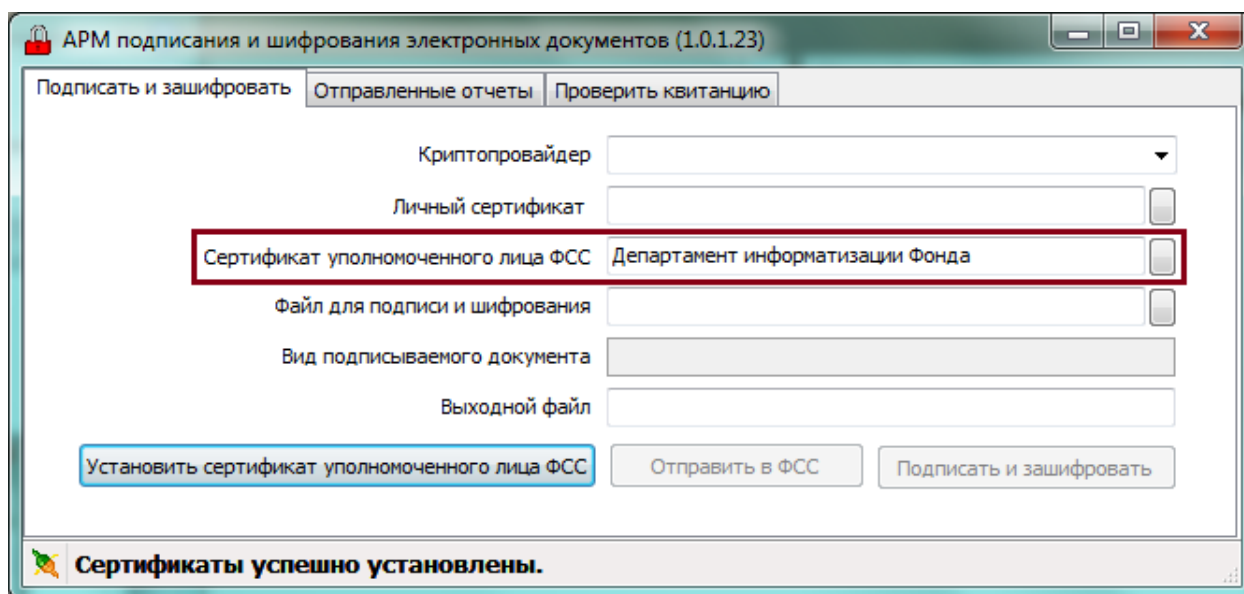 АРМ подписания и шифрования электронных документов (1.0.1.23)
Подписать и зашифровать Отправленные отчеты Проверить квитанцию
Криптопровайдер
Личный сертификат
Сертификат уполномоченного лица ФСС Департамент информатизации Фонда
Файл для подписи и шифрования
Вид подписываемого документа
Выходной файл
Установить сертификат уполномоченного лица ФСС Отправить в ФСС Подписать и зашифровать
Сертификаты успешно установлены.